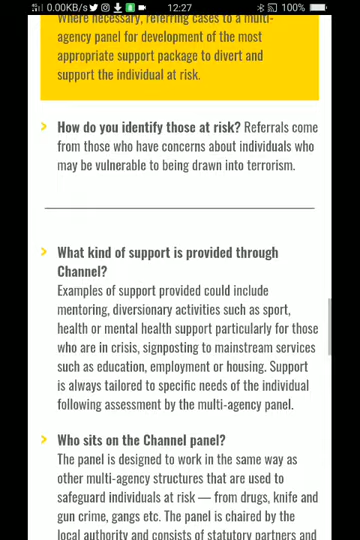 0.00KB/s 12:27 100%
Where necessary, referring cases to a multi-
agency panel for development of the most
appropriate support package to divert and
support the individual at risk.
How do you identify those at risk? Referrals come
from those who have concerns about individuals who
may be vulnerable to being drawn into terrorism.
What kind of support is provided through
Channel?
Examples of support provided could include
mentoring, diversionary activities such as sport,
health or mental health support particularly for those
who are in crisis, signposting to mainstream services
such as education, employment or housing. Support
is always tailored to specific needs of the individual
following assessment by the multi-agency panel.
Who sits on the Channel panel?
The panel is designed to work in the same way as
other multi-agency structures that are used to
safeguard individuals at risk — from drugs, knife and
gun crime, gangs etc. The panel is chaired by the
local authority and consists of statutory partners and